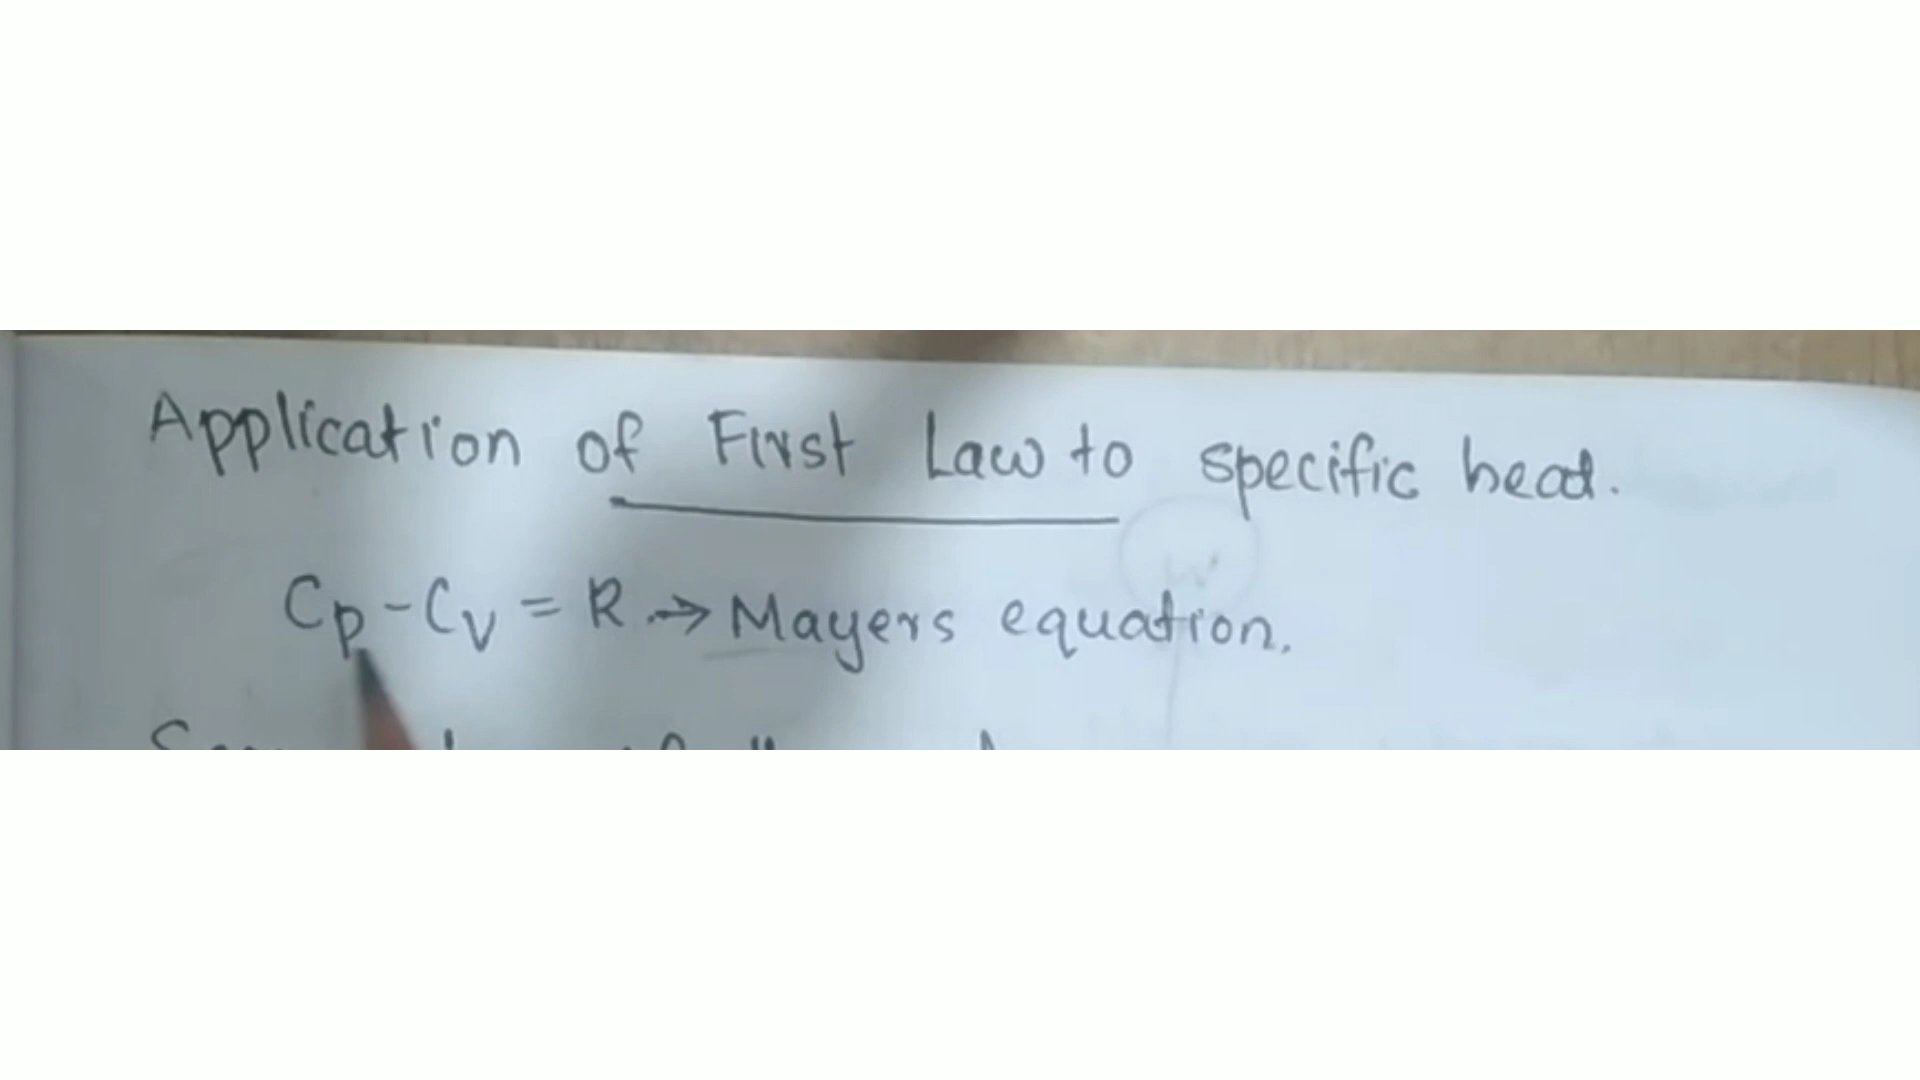 Application of First Law to specific heat.
Cp - Cv = R → Mayers equation.